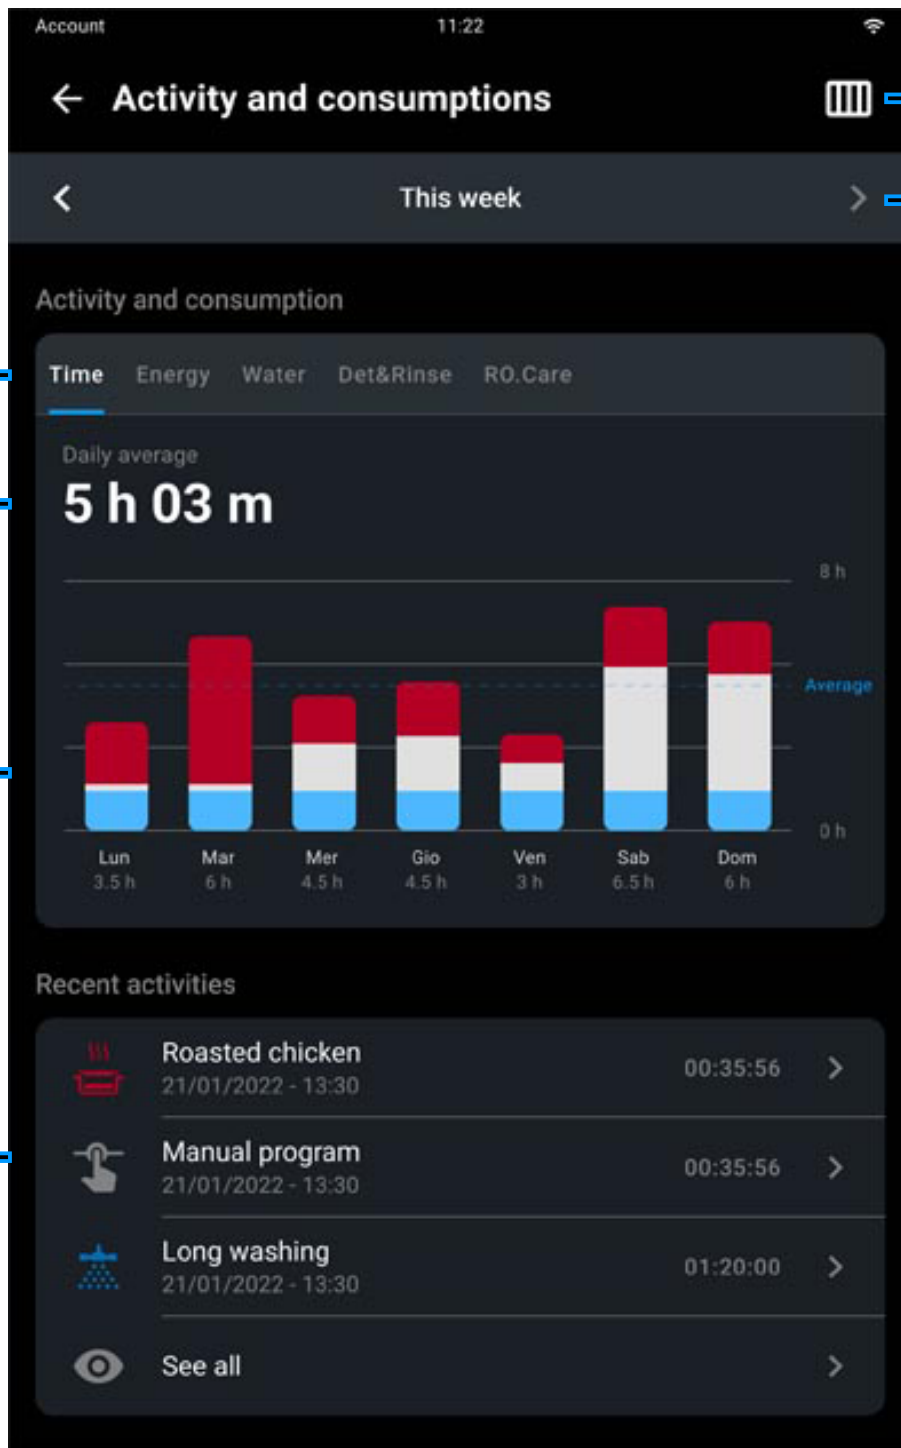 Account 11:22
Activity and consumptions
This week
Activity and consumption
Time Energy Water Det&Rinse RO.Care
Daily average
5 h 03 m
8 h
Average
0 h
Lun Mar Mer Gio Ven Sab Dom
3.5 h 6 h 4.5 h 4.5 h 3 h 6.5 h 6 h
Recent activities
Roasted chicken
21/01/2022 - 13:30 00:35:56
Manual program
21/01/2022 - 13:30 00:35:56
Long washing
21/01/2022 - 13:30 01:20:00
See all